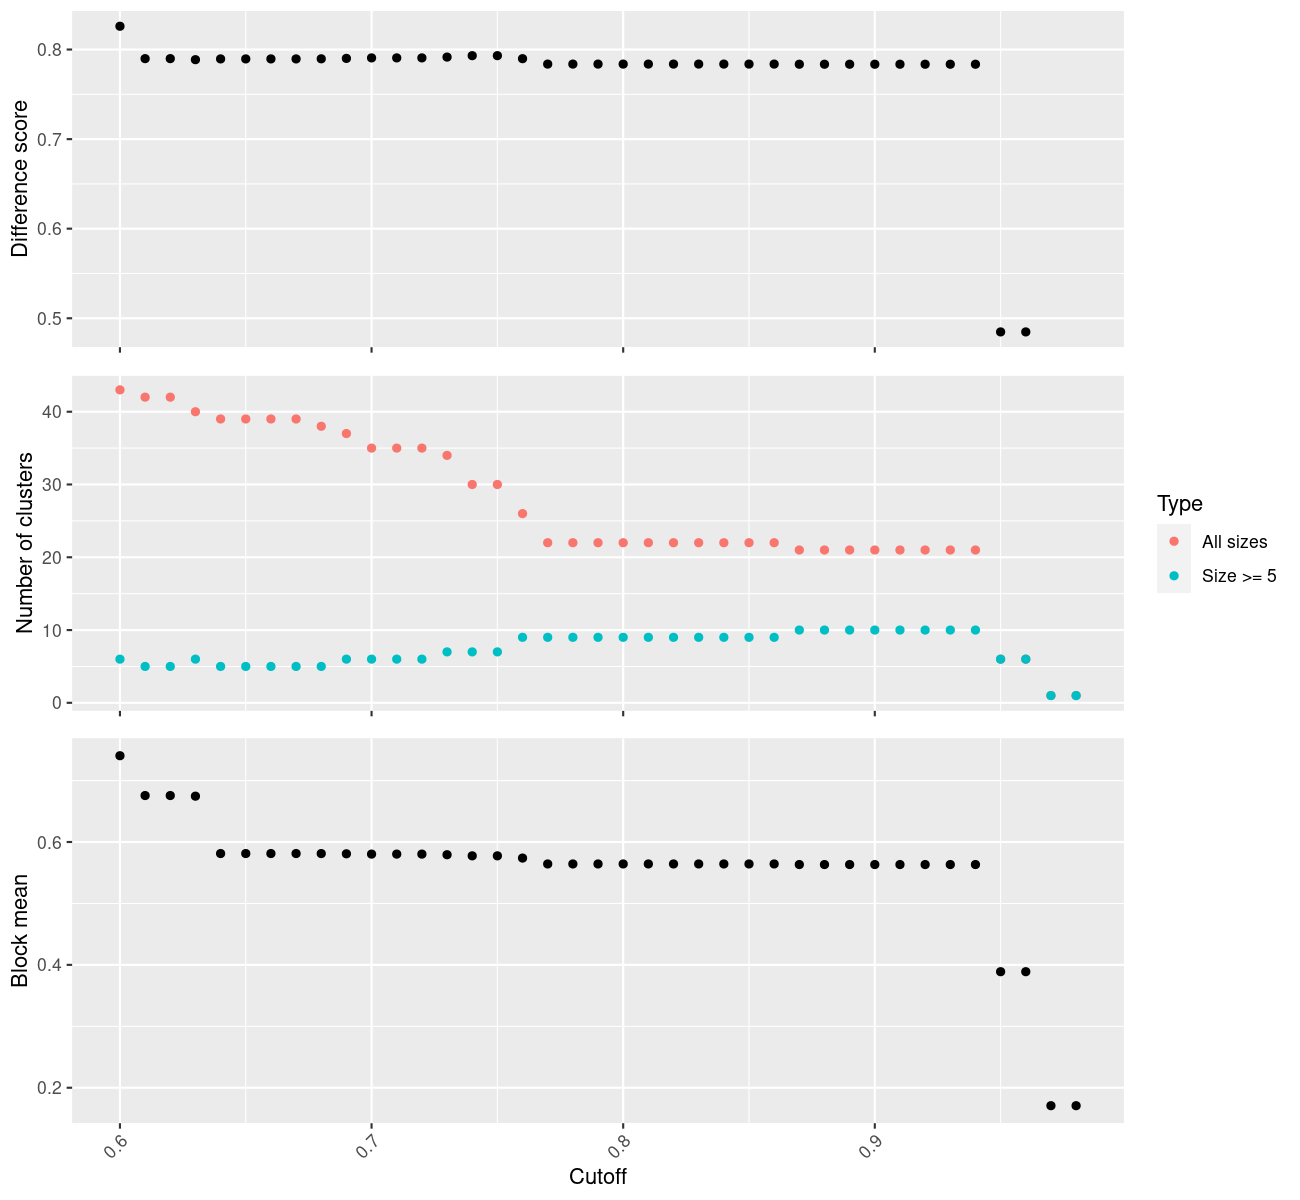 Difference score
0.8
0.7
0.6
0.5
Number of clusters
40
30
20
10
0
Type
All sizes
Size >= 5
Block mean
0.6
0.4
0.2
0.6
0.7
0.8
0.9
Cutoff